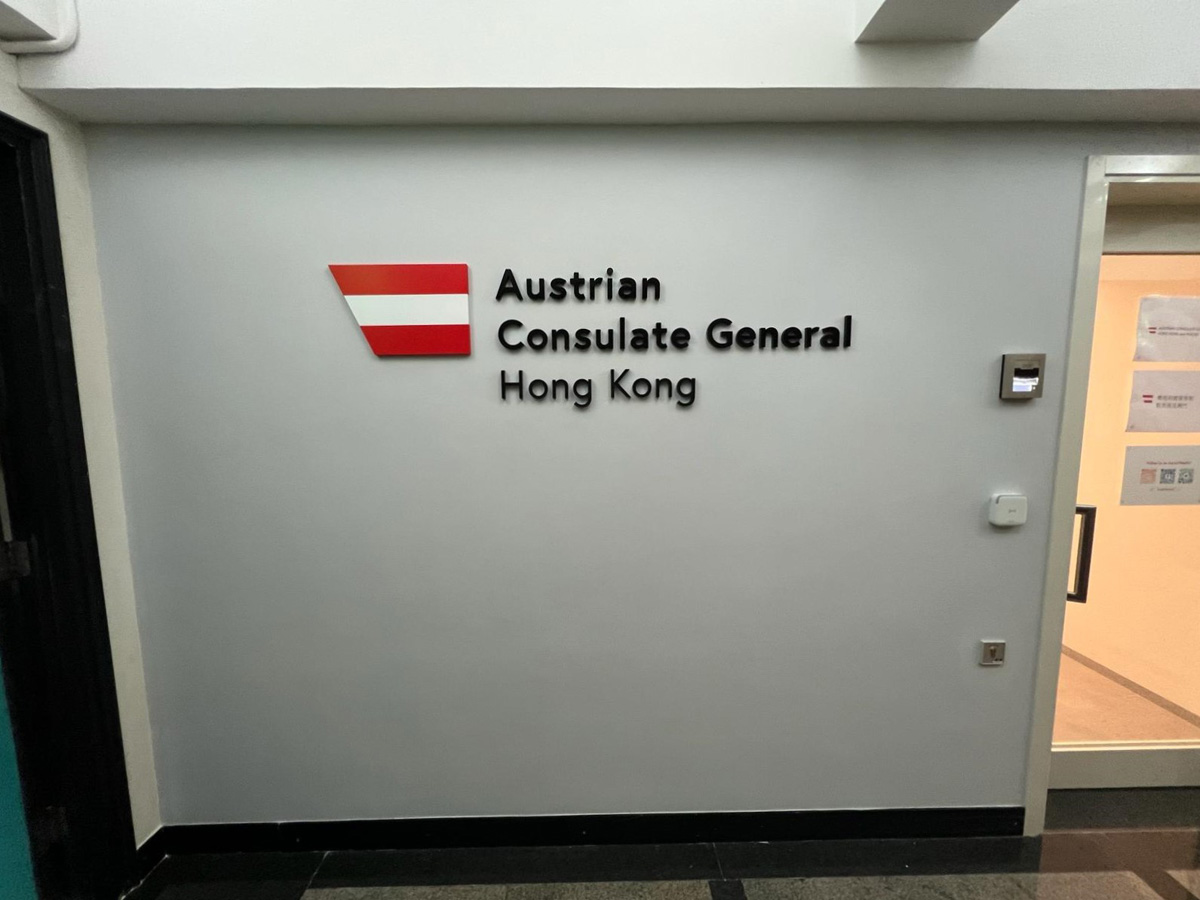 Austrian
Consulate General
Hong Kong